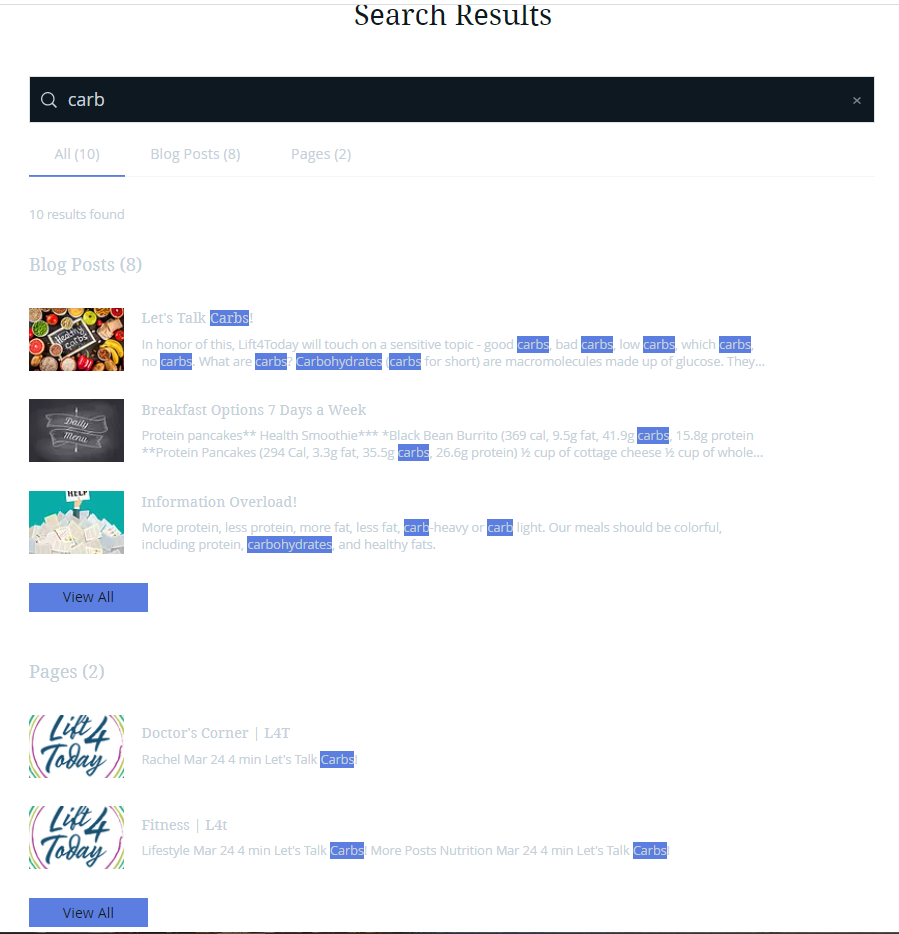 Search Results
carb
×
All (10) Blog Posts (8) Pages (2)
10 results found
Blog Posts (8)
Healthy Carbs
Let's Talk Carbs!
In honor of this, Lift4Today will touch on a sensitive topic - good carbs, bad carbs, low carbs, which carbs,
no carbs. What are carbs? Carbohydrates (carbs for short) are macromolecules made up of glucose. They...
Daily
Menu
Breakfast Options 7 Days a Week
Protein pancakes** Health Smoothie*** *Black Bean Burrito (369 cal, 9.5g fat, 41.9g carbs, 15.8g protein
**Protein Pancakes (294 Cal, 3.3g fat, 35.5g carbs, 26.6g protein) ½ cup of cottage cheese ½ cup of whole...
HELP
Information Overload!
More protein, less protein, more fat, less fat, carb-heavy or carb light. Our meals should be colorful,
including protein, carbohydrates, and healthy fats.
View All
Pages (2)
Lift 4
Today
Doctor's Corner | L4T
Rachel Mar 24 4 min Let's Talk Carbs!
Lift 4
Today
Fitness | L4t
Lifestyle Mar 24 4 min Let's Talk Carbs! More Posts Nutrition Mar 24 4 min Let's Talk Carbs!
View All